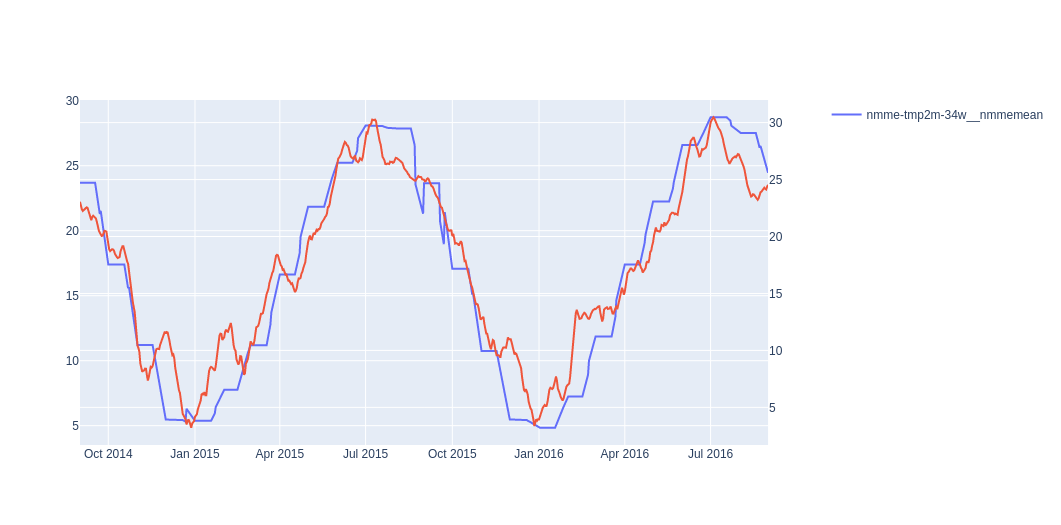 30
25
20
15
10
5
30
25
20
15
10
5
Oct 2014
Jan 2015
Apr 2015
Jul 2015
Oct 2015
Jan 2016
Apr 2016
Jul 2016
nmme-tmp2m-34w__nmmemean